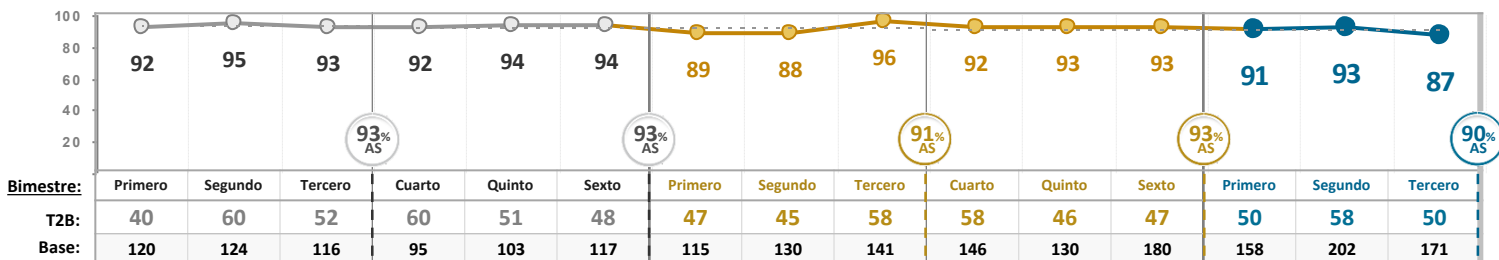 100
80
60
40
20
92 95 93 92 94 94 89 88 96 92 93 93 91 93 87
93% AS 93% AS 91% AS 93% AS 90% AS
Bimestre: Primero Segundo Tercero Cuarto Quinto Sexto Primero Segundo Tercero Cuarto Quinto Sexto Primero Segundo Tercero
T2B: 40 60 52 60 51 48 47 45 58 58 46 47 50 58 50
Base: 120 124 116 95 103 117 115 130 141 146 130 180 158 202 171